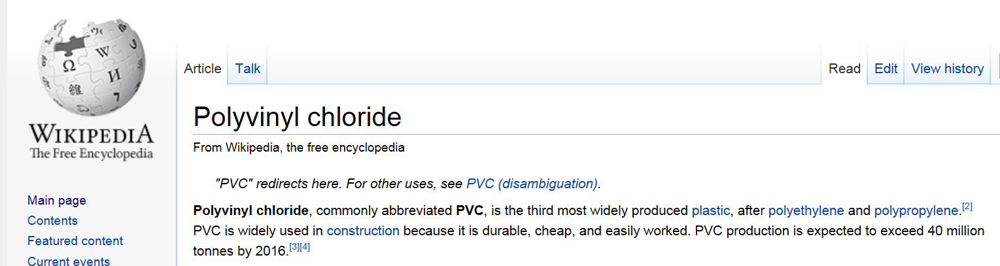 Article Talk Read Edit View history
WIKIPEDIA
The Free Encyclopedia
Main page
Contents
Featured content
Current events
Polyvinyl chloride
From Wikipedia, the free encyclopedia
"PVC" redirects here. For other uses, see PVC (disambiguation).
Polyvinyl chloride, commonly abbreviated PVC, is the third most widely produced plastic, after polyethylene and polypropylene.[2]
PVC is widely used in construction because it is durable, cheap, and easily worked. PVC production is expected to exceed 40 million
tonnes by 2016.[3][4]